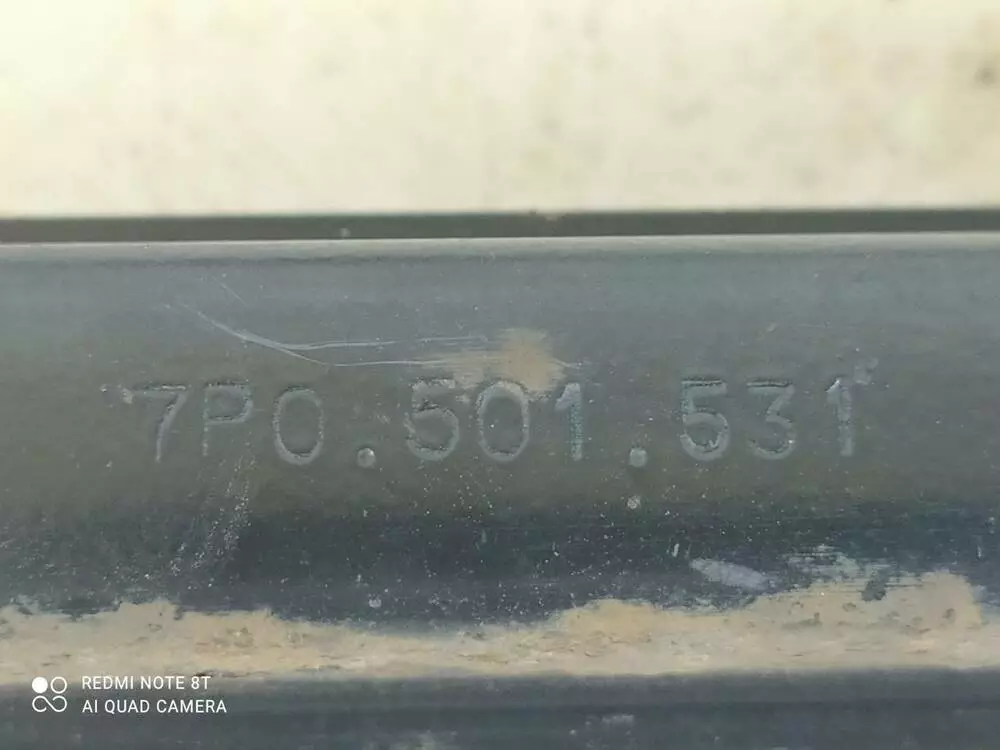 7P0.501.531
REDMI NOTE 8T
AI QUAD CAMERA